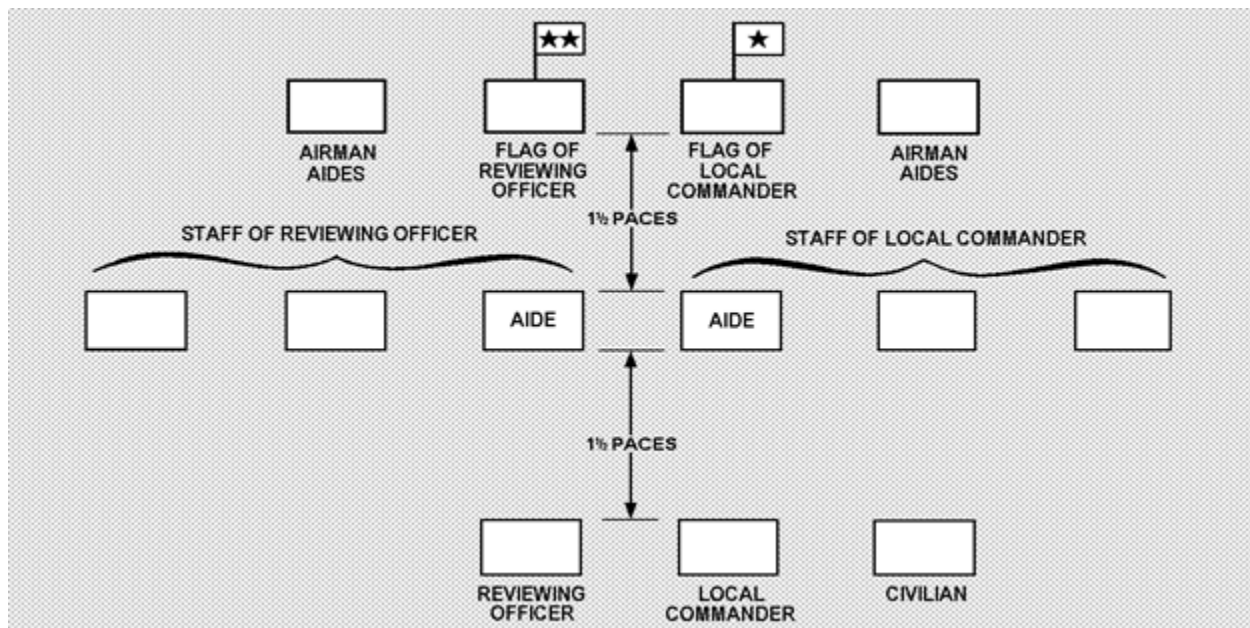 AIRMAN
AIDES
FLAG OF
REVIEWING
OFFICER
FLAG OF
LOCAL
COMMANDER
AIRMAN
AIDES
1½ PACES
STAFF OF REVIEWING OFFICER
STAFF OF LOCAL COMMANDER
AIDE
AIDE
1½ PACES
REVIEWING
OFFICER
LOCAL
COMMANDER
CIVILIAN